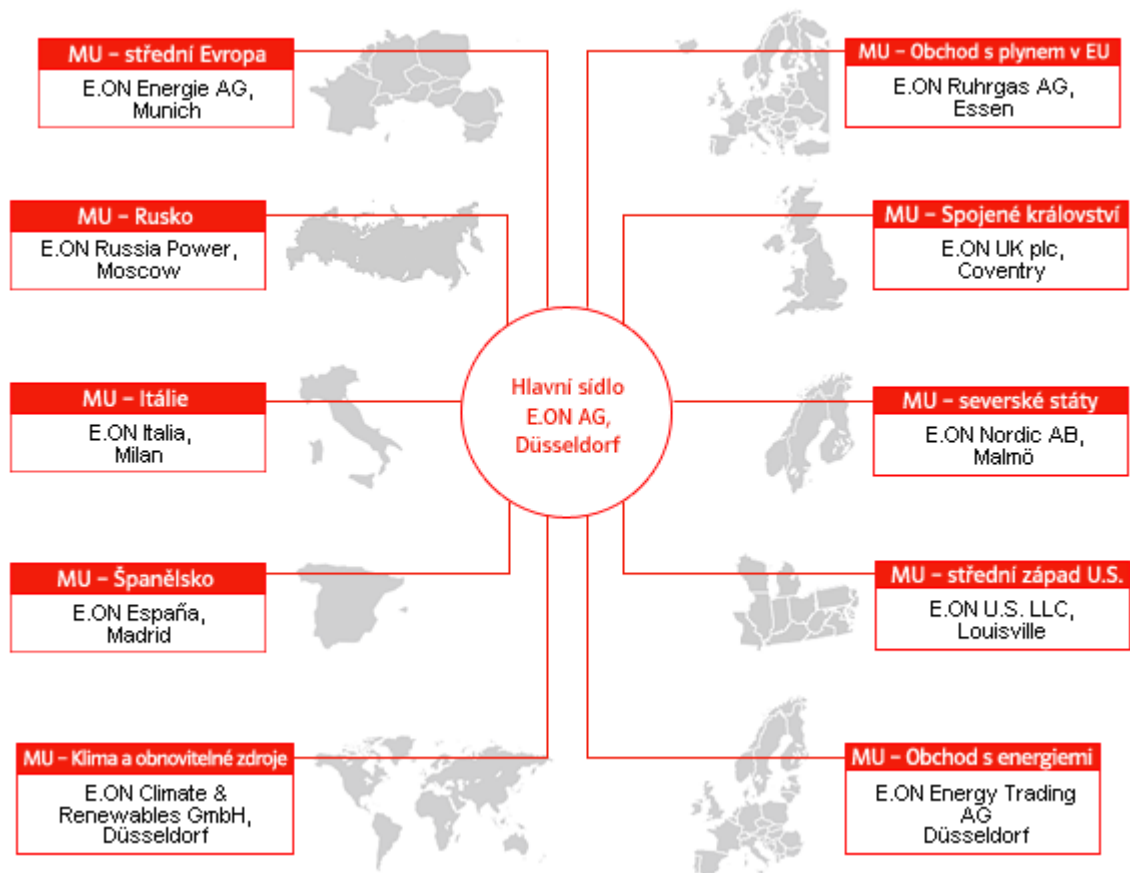 MU – střední Evropa
E.ON Energie AG,
Munich
MU – Obchod s plynem v EU
E.ON Ruhrgas AG,
Essen
MU – Rusko
E.ON Russia Power,
Moscow
MU – Spojené království
E.ON UK plc,
Coventry
Hlavní sídlo
E.ON AG,
Düsseldorf
MU – Itálie
E.ON Italia,
Milan
MU – severské státy
E.ON Nordic AB,
Malmö
MU – Španělsko
E.ON España,
Madrid
MU – střední západ U.S.
E.ON U.S. LLC,
Louisville
MU – Klima a obnovitelné zdroje
E.ON Climate &
Renewables GmbH,
Düsseldorf
MU – Obchod s energiemi
E.ON Energy Trading
AG
Düsseldorf